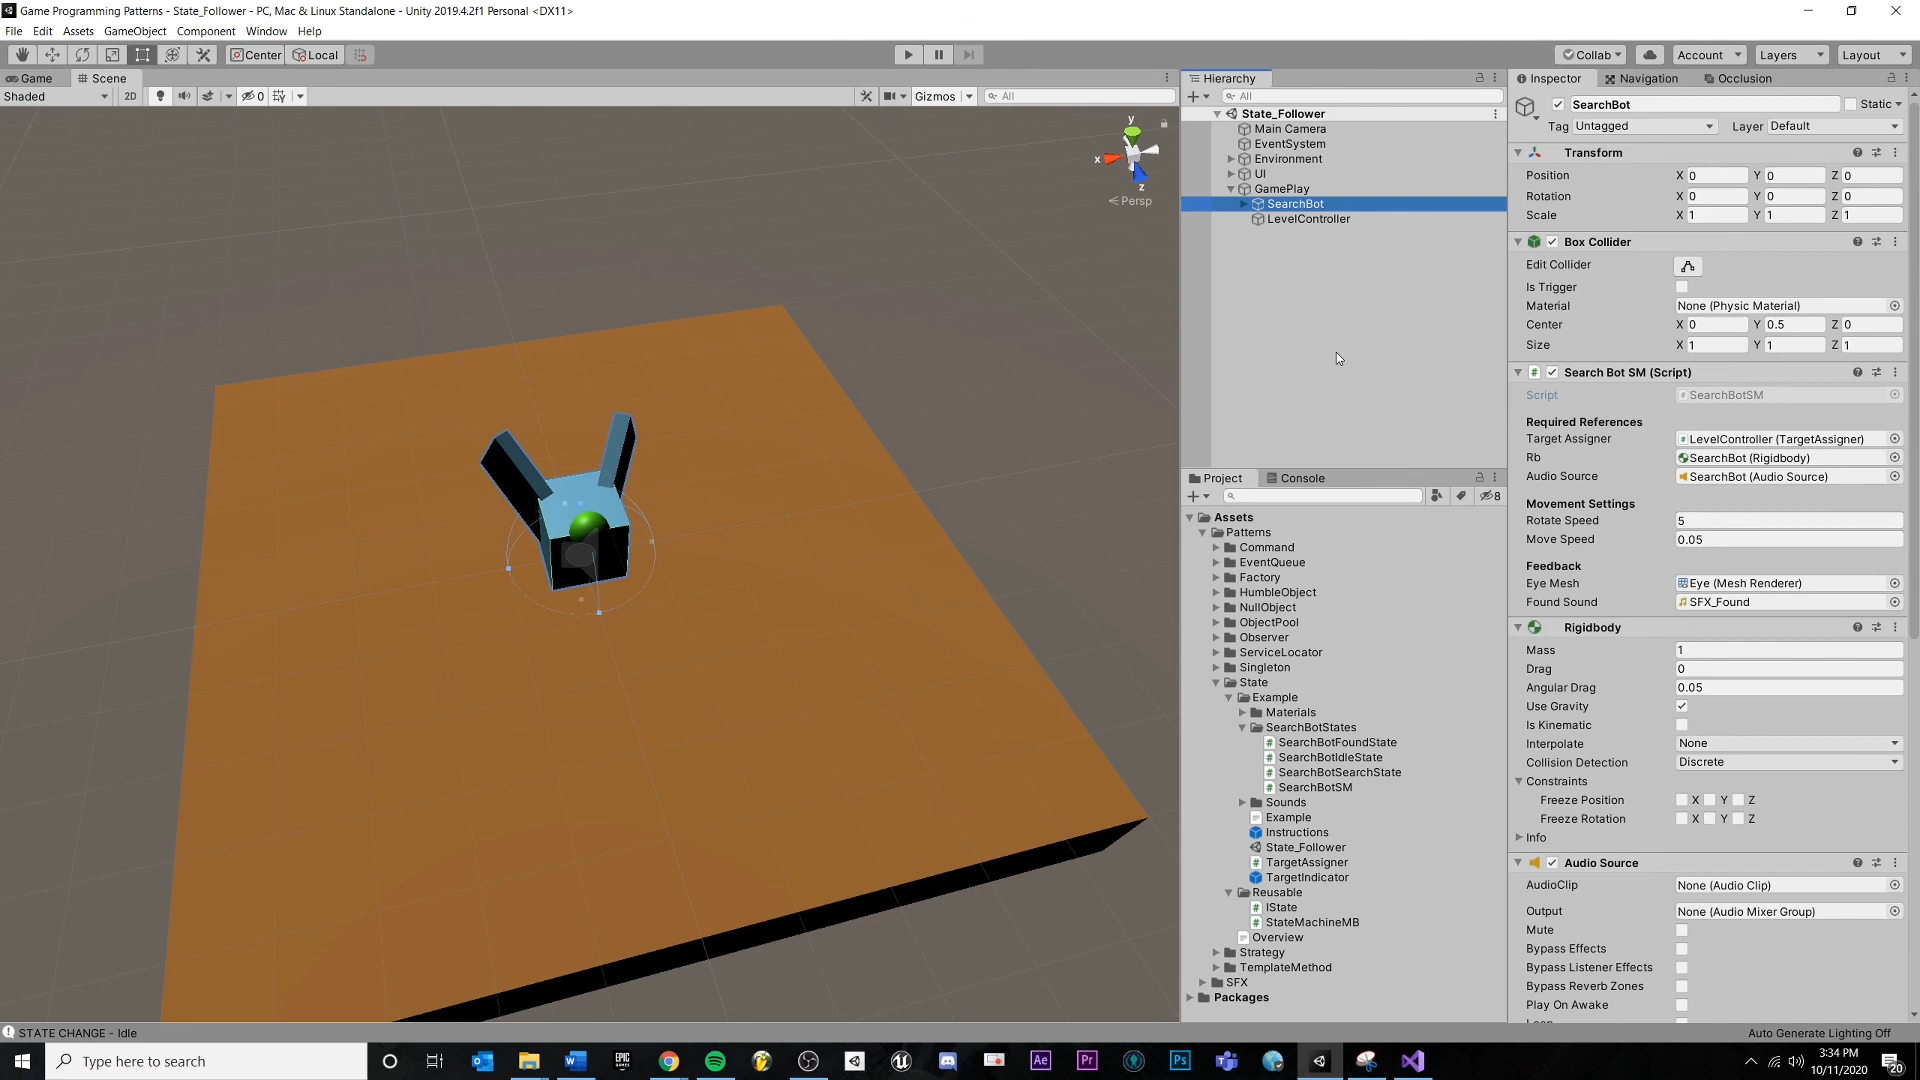 Game Programming Patterns - State_Follower - PC, Mac & Linux Standalone - Unity 2019.4.2f1 Personal <DX11>
File Edit Assets GameObject Component Window Help
Center Local Collab Account Layers Layout
Game Scene
Shaded 2D 0 Gizmos All
y
x
z
Persp
Hierarchy
All
State_Follower
Main Camera
EventSystem
Environment
UI
GamePlay
SearchBot
LevelController
Project Console
8
Assets
Patterns
Command
EventQueue
Factory
HumbleObject
NullObject
ObjectPool
Observer
ServiceLocator
Singleton
State
Example
Materials
SearchBotStates
SearchBotFoundState
SearchBotIdleState
SearchBotSearchState
SearchBotSM
Sounds
Example
Instructions
State_Follower
TargetAssigner
TargetIndicator
Reusable
IState
StateMachineMB
Overview
Strategy
TemplateMethod
SFX
Packages
Inspector Navigation Occlusion
SearchBot Static
Tag Untagged Layer Default
Transform
Position X 0 Y 0 Z 0
Rotation X 0 Y 0 Z 0
Scale X 1 Y 1 Z 1
Box Collider
Edit Collider
Is Trigger
Material None (Physic Material)
Center X 0 Y 0.5 Z 0
Size X 1 Y 1 Z 1
Search Bot SM (Script)
Script SearchBotSM
Required References
Target Assigner LevelController (TargetAssigner)
Rb SearchBot (Rigidbody)
Audio Source SearchBot (Audio Source)
Movement Settings
Rotate Speed 5
Move Speed 0.05
Feedback
Eye Mesh Eye (Mesh Renderer)
Found Sound SFX_Found
Rigidbody
Mass 1
Drag 0
Angular Drag 0.05
Use Gravity
Is Kinematic
Interpolate None
Collision Detection Discrete
Constraints
Freeze Position X Y Z
Freeze Rotation X Y Z
Info
Audio Source
AudioClip None (Audio Clip)
Output None (Audio Mixer Group)
Mute
Bypass Effects
Bypass Listener Effects
Bypass Reverb Zones
Play On Awake
Loop
STATE CHANGE - Idle
Auto Generate Lighting Off
Type here to search
EPIC GAMES
Ae Pr Ps
3:34 PM
10/11/2020
20